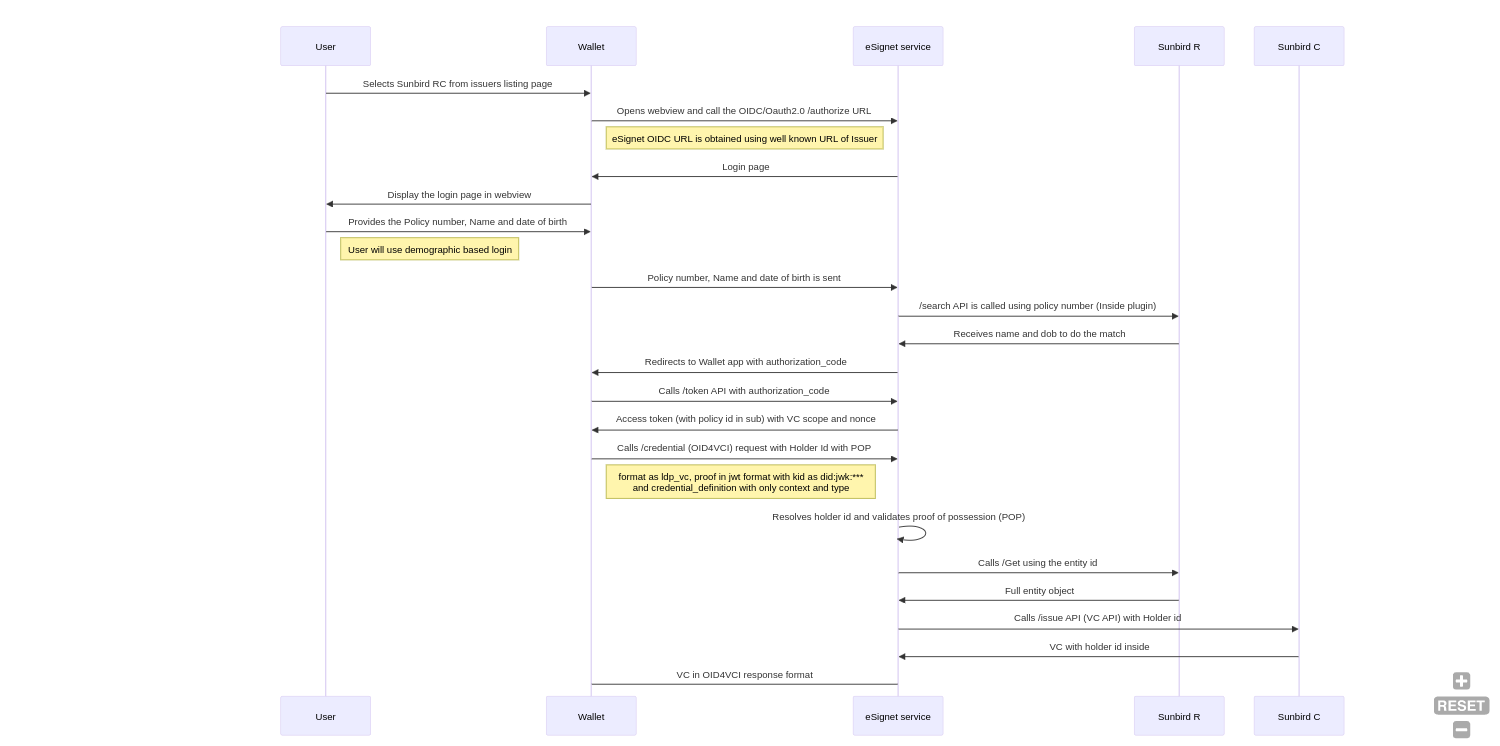 User
Wallet
eSignet service
Sunbird R
Sunbird C
Selects Sunbird RC from issuers listing page
Opens webview and call the OIDC/Oauth2.0 /authorize URL
eSignet OIDC URL is obtained using well known URL of Issuer
Login page
Display the login page in webview
Provides the Policy number, Name and date of birth
User will use demographic based login
Policy number, Name and date of birth is sent
/search API is called using policy number (Inside plugin)
Receives name and dob to do the match
Redirects to Wallet app with authorization_code
Calls /token API with authorization_code
Access token (with policy id in sub) with VC scope and nonce
Calls /credential (OID4VCI) request with Holder Id with POP
format as ldp_vc, proof in jwt format with kid as did:jwk:***
and credential_definition with only context and type
Resolves holder id and validates proof of possession (POP)
Calls /Get using the entity id
Full entity object
Calls /issue API (VC API) with Holder id
VC with holder id inside
VC in OID4VCI response format
User
Wallet
eSignet service
Sunbird R
Sunbird C
RESET